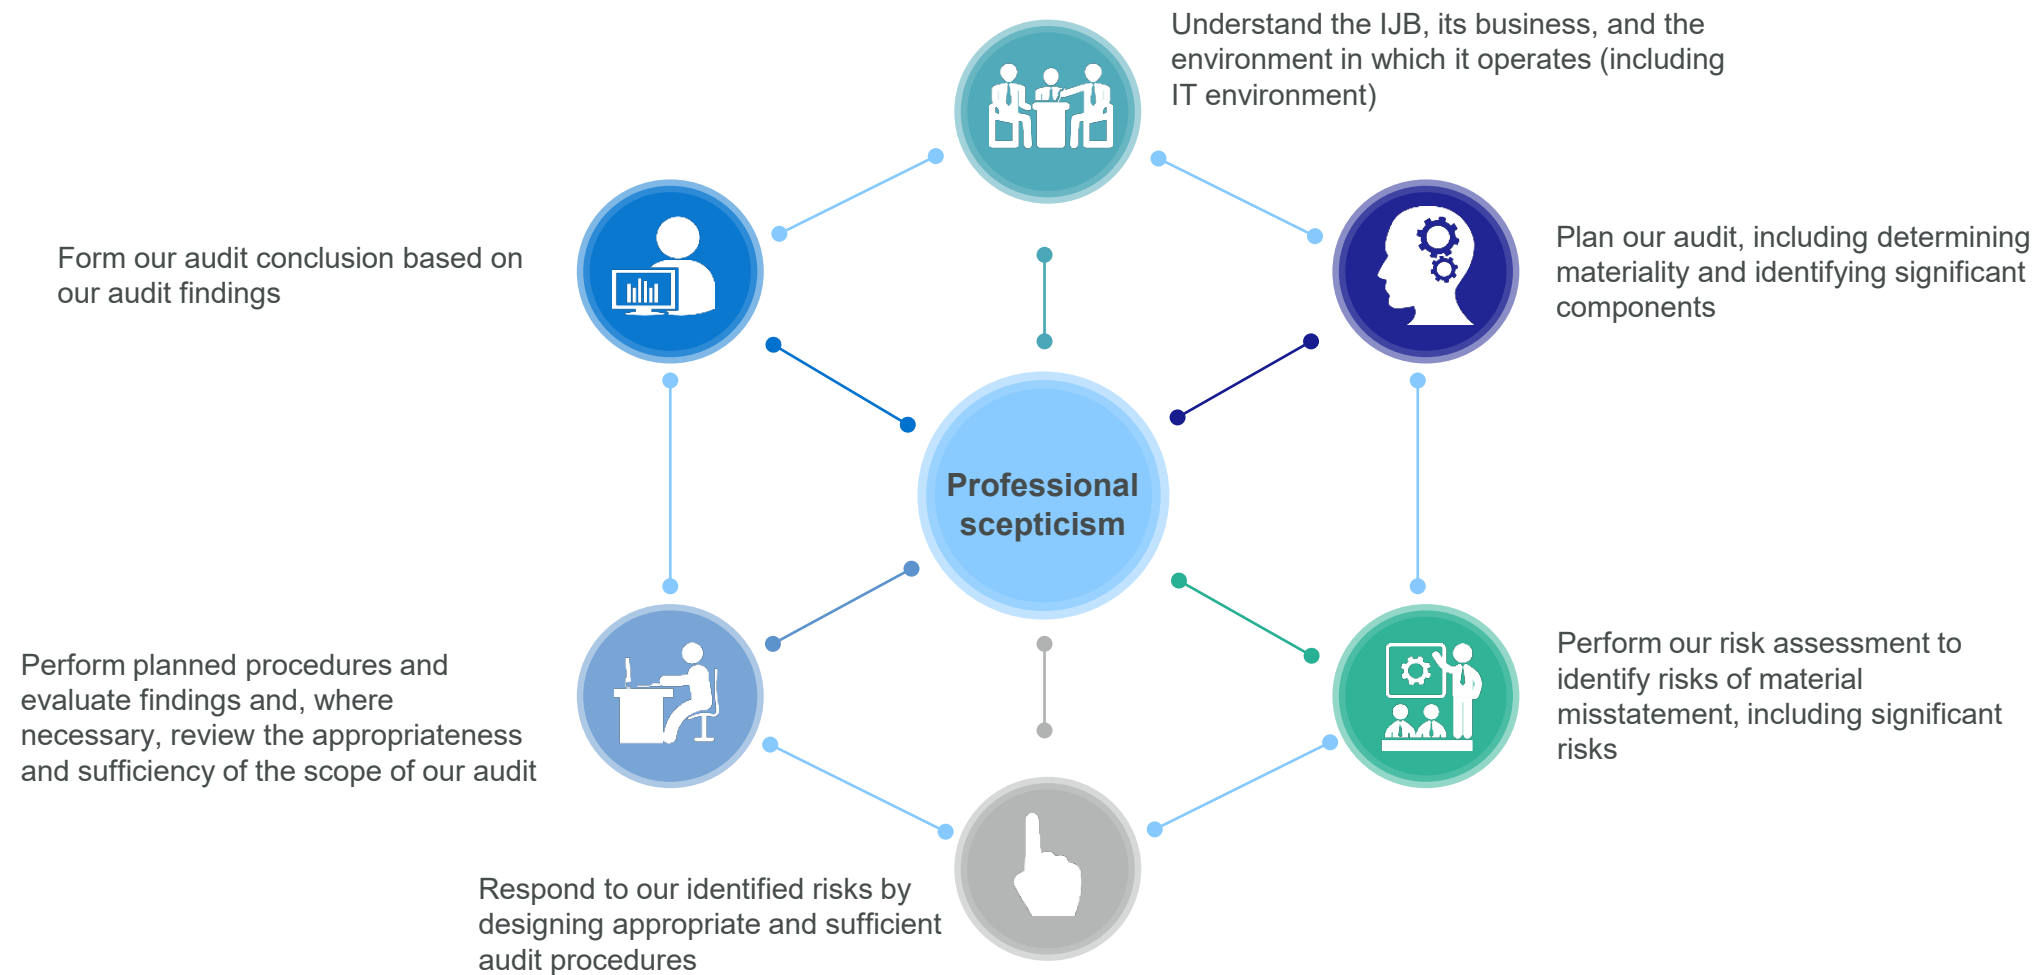 Understand the IJB, its business, and the
environment in which it operates (including
IT environment)
Plan our audit, including determining
materiality and identifying significant
components
Perform our risk assessment to
identify risks of material
misstatement, including significant
risks
Respond to our identified risks by
designing appropriate and sufficient
audit procedures
Perform planned procedures and
evaluate findings and, where
necessary, review the appropriateness
and sufficiency of the scope of our audit
Form our audit conclusion based on
our audit findings
Professional
scepticism